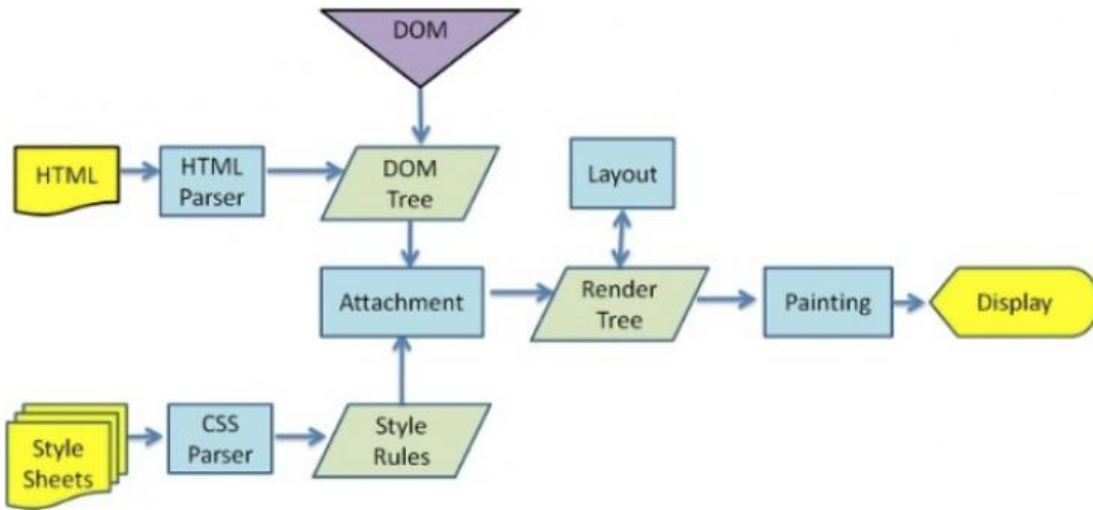 DOM
HTML
HTML
Parser
DOM
Tree
Layout
Attachment
Render
Tree
Painting
Display
Style
Sheets
CSS
Parser
Style
Rules